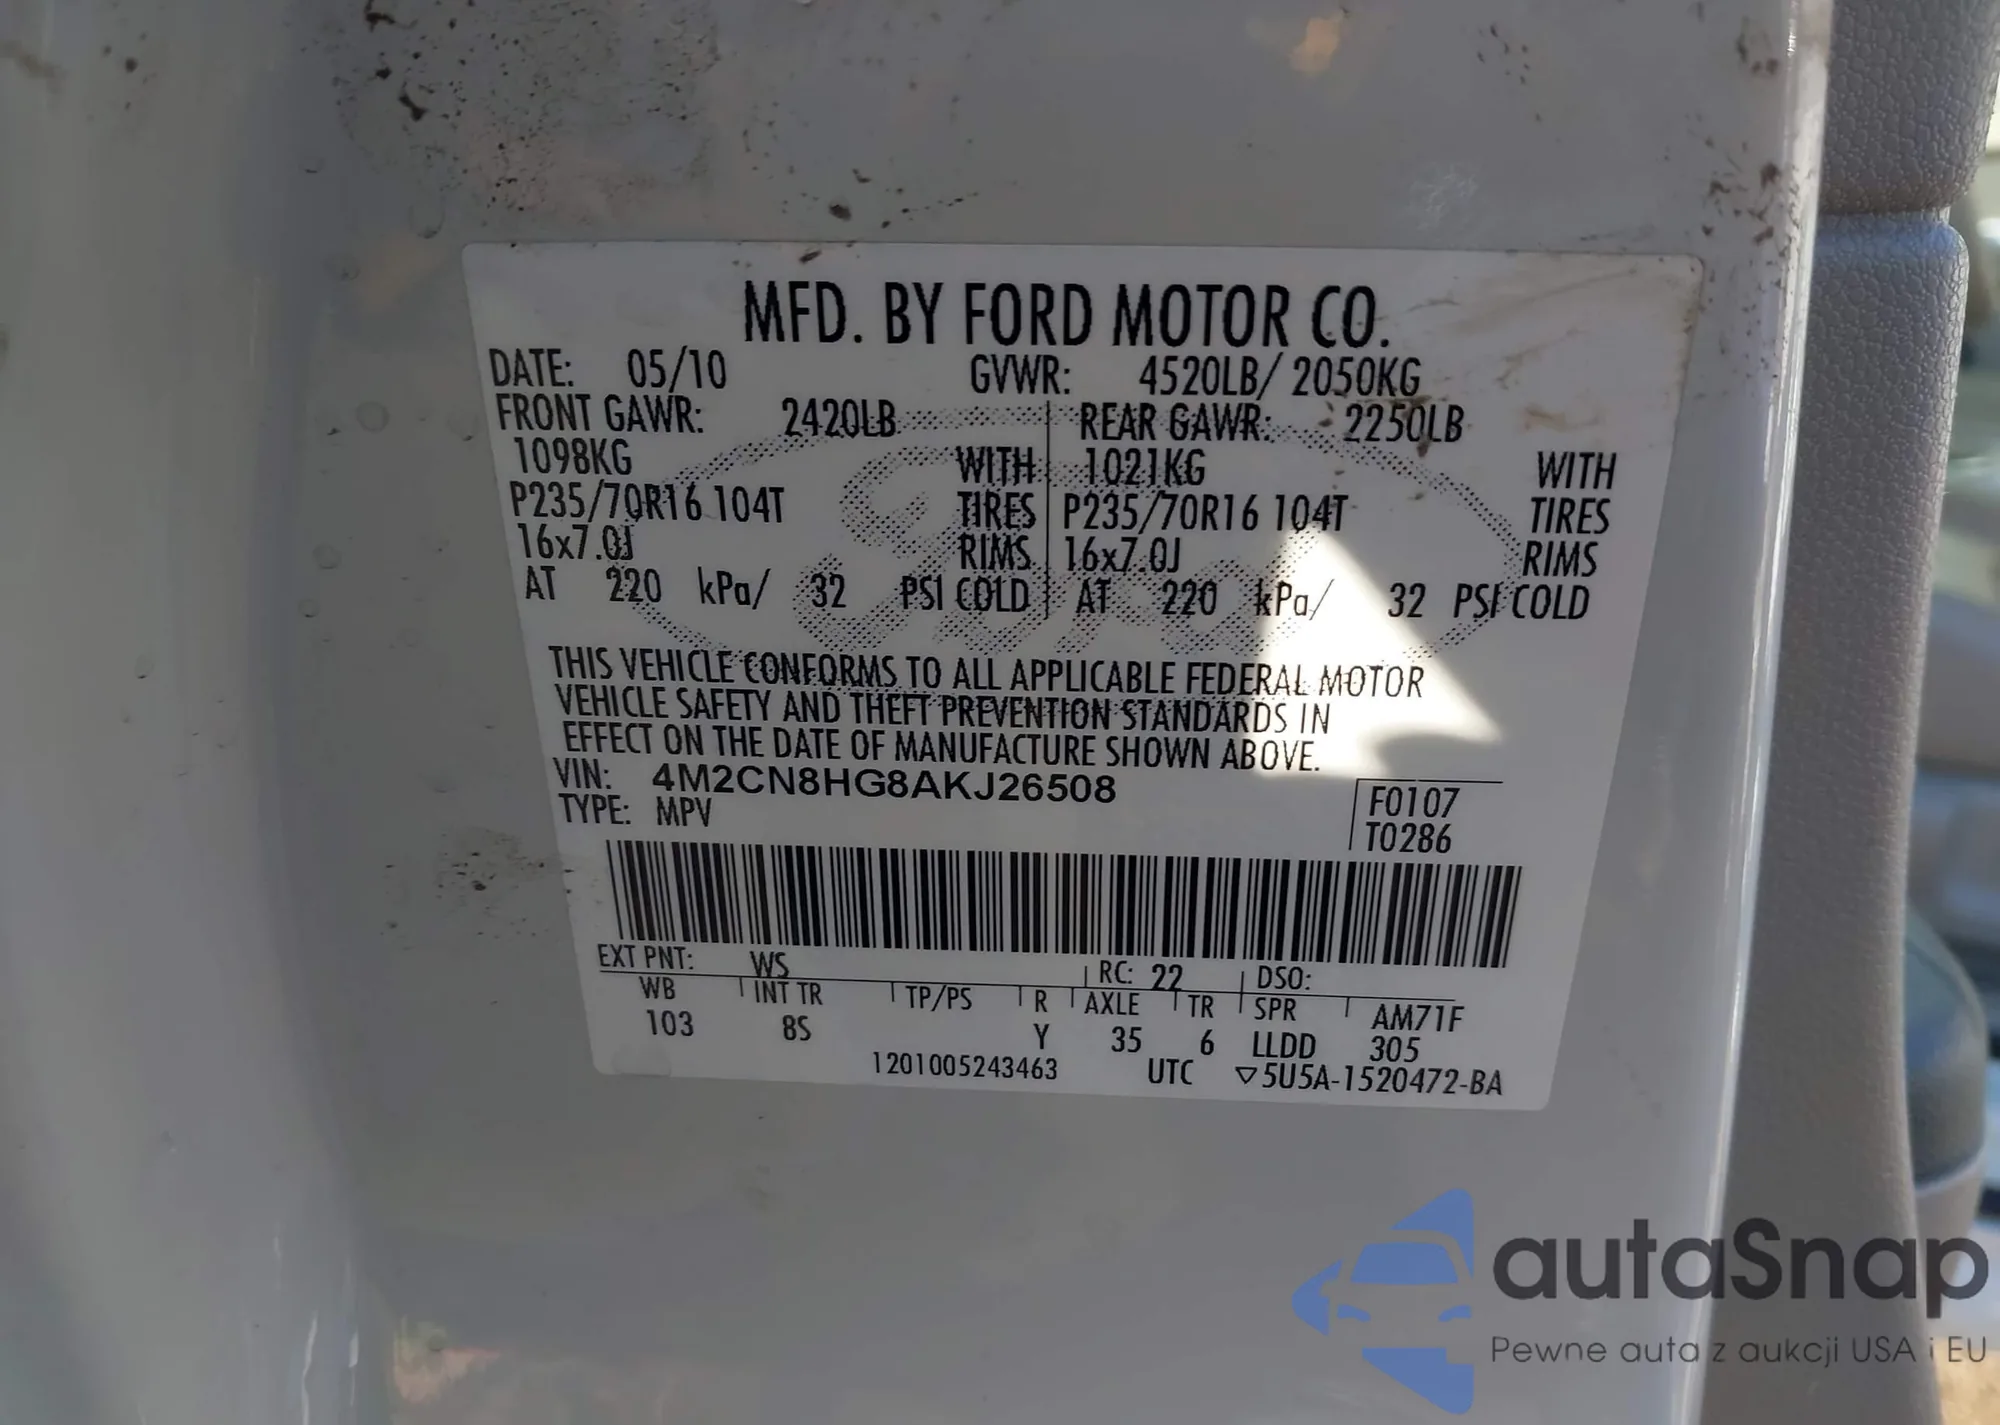 MFD. BY FORD MOTOR CO.
DATE: 05/10 GVWR: 4520LB/ 2050KG
FRONT GAWR: 2420LB REAR GAWR: 2250LB
1098KG WITH 1021KG WITH
P235/70R16 104T TIRES P235/70R16 104T TIRES
16x7.0J RIMS 16x7.0J RIMS
AT 220 kPa/ 32 PSI COLD AT 220 kPa/ 32 PSI COLD
THIS VEHICLE CONFORMS TO ALL APPLICABLE FEDERAL MOTOR
VEHICLE SAFETY AND THEFT PREVENTION STANDARDS IN
EFFECT ON THE DATE OF MANUFACTURE SHOWN ABOVE.
VIN: 4M2CN8HG8AKJ26508
TYPE: MPV
F0107
T0286
EXT PNT: WS RC: 22 DSO:
WB INT TR TP/PS R AXLE TR SPR AM71F
103 8S Y 35 6 LLDD 305
1201005243463 UTC ▽5U5A-1520472-BA
Ford
autaSnap
Pewne auta z aukcji USA i EU